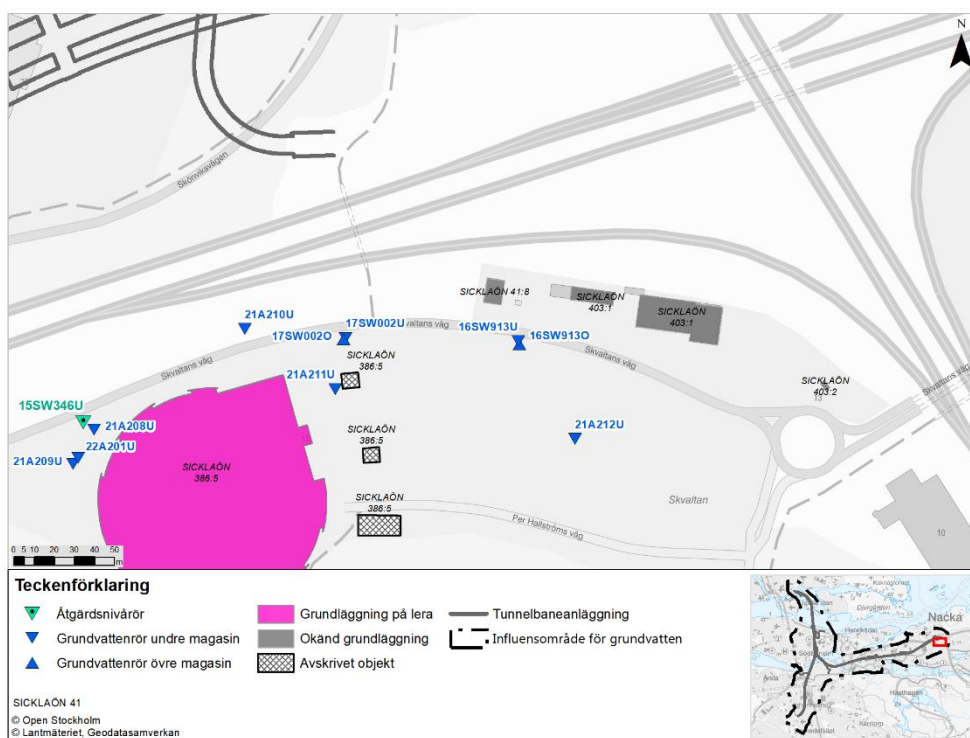 N
Skönviksvägen
SICKLAÖN 41:8
SICKLAÖN
403:1
SICKLAÖN
403:1
21A210U
17SW002U
17SW002O
Skvaltans väg
16SW913U
16SW913O
SICKLAÖN
386:5
SICKLAÖN
403:2
13
Skvaltans väg
Skvaltans väg
21A211U
15SW346U
21A208U
22A201U
21A209U
SICKLAÖN
386:5
SICKLAÖN
386:5
21A212U
SICKLAÖN
386:5
Skvaltan
Per Hallströms väg
10
0 5 10 20 30 40 50
m
Teckenförklaring
Åtgärdsnivårör
Grundvattenrör undre magasin
Grundvattenrör övre magasin
Grundläggning på lera
Okänd grundläggning
Avskrivet objekt
Tunnelbaneanläggning
Influensområde för grundvatten
Nacka
Djurgården
SICKLAÖN 41
© Open Stockholm
© Lantmäteriet, Geodatasamverkan